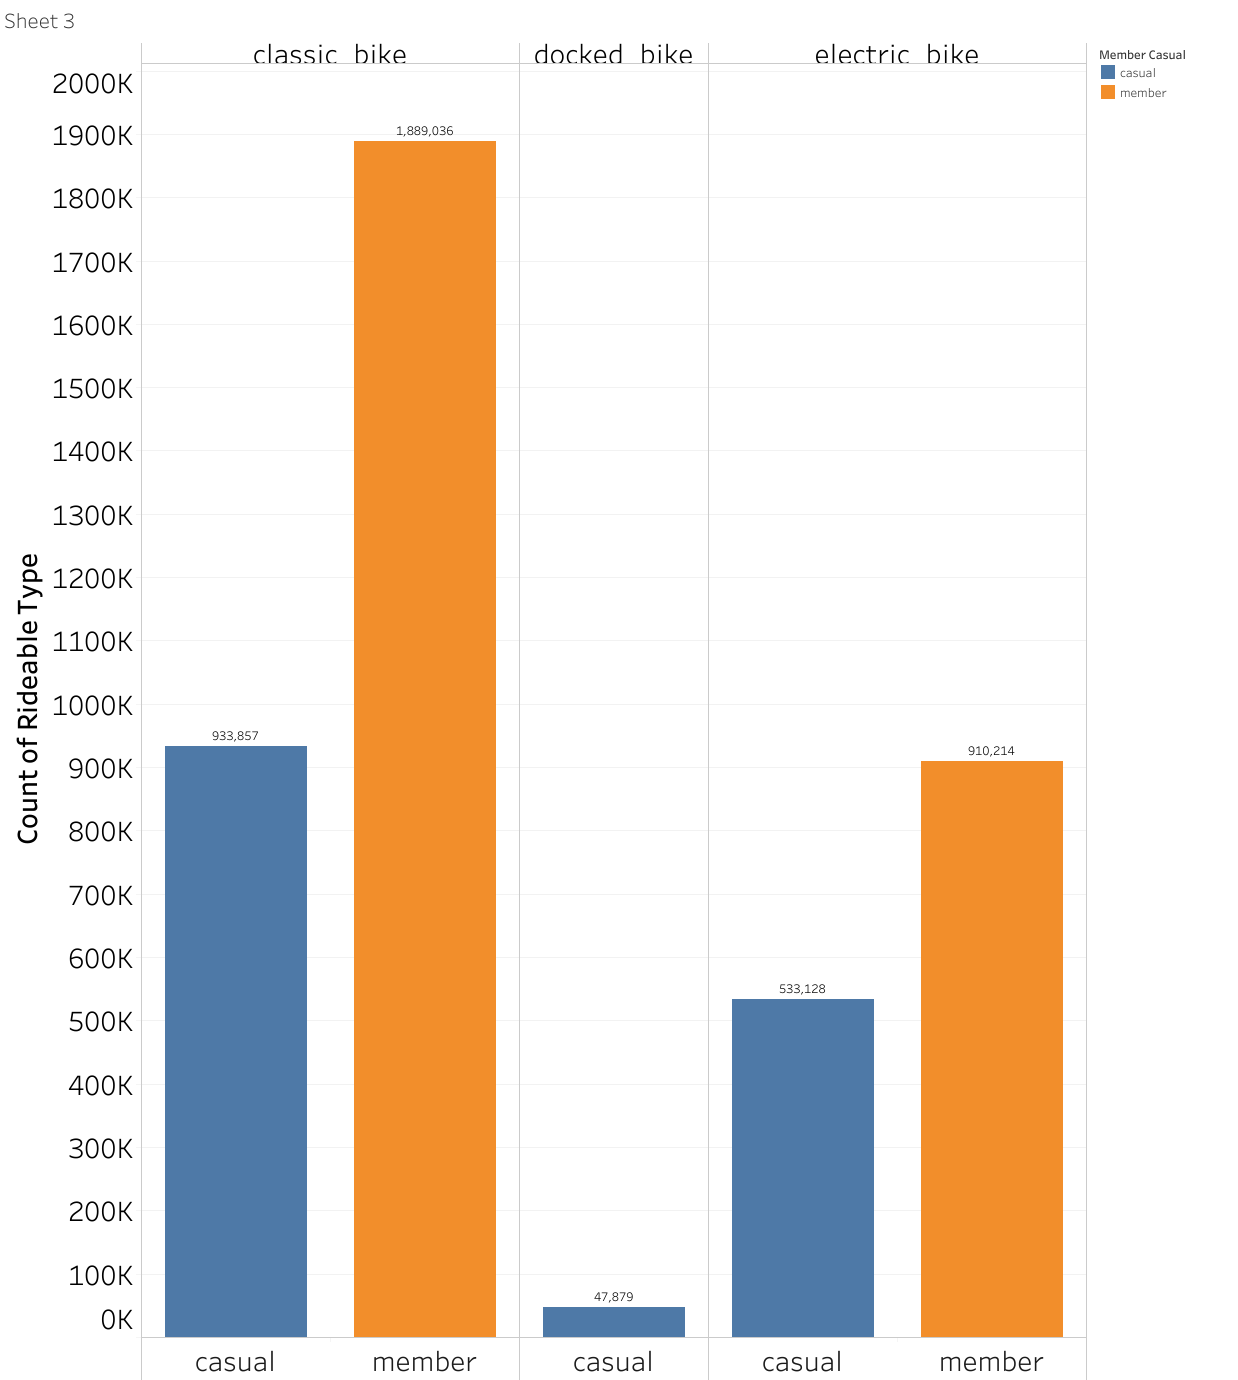 Sheet 3
classic_bike
docked_bike
electric_bike
Member Casual
casual
member
2000K
1900K
1800K
1700K
1600K
1500K
1400K
1300K
1200K
1100K
1000K
900K
800K
700K
600K
500K
400K
300K
200K
100K
0K
Count of Rideable Type
1,889,036
933,857
910,214
533,128
47,879
casual
member
casual
casual
member